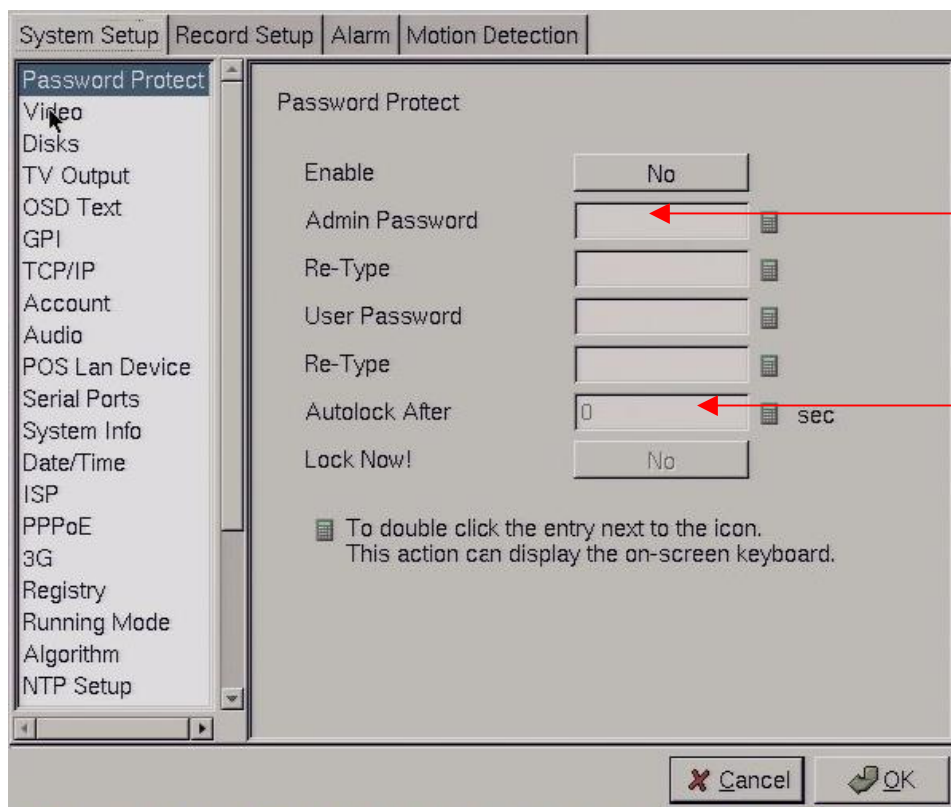 System Setup Record Setup Alarm Motion Detection
Password Protect
Video
Disks
TV Output
OSD Text
GPI
TCP/IP
Account
Audio
POS Lan Device
Serial Ports
System Info
Date/Time
ISP
PPPoE
3G
Registry
Running Mode
Algorithm
NTP Setup
Password Protect
Enable No
Admin Password
Re-Type
User Password
Re-Type
Autolock After 0 sec
Lock Now! No
To double click the entry next to the icon.
This action can display the on-screen keyboard.
Cancel OK